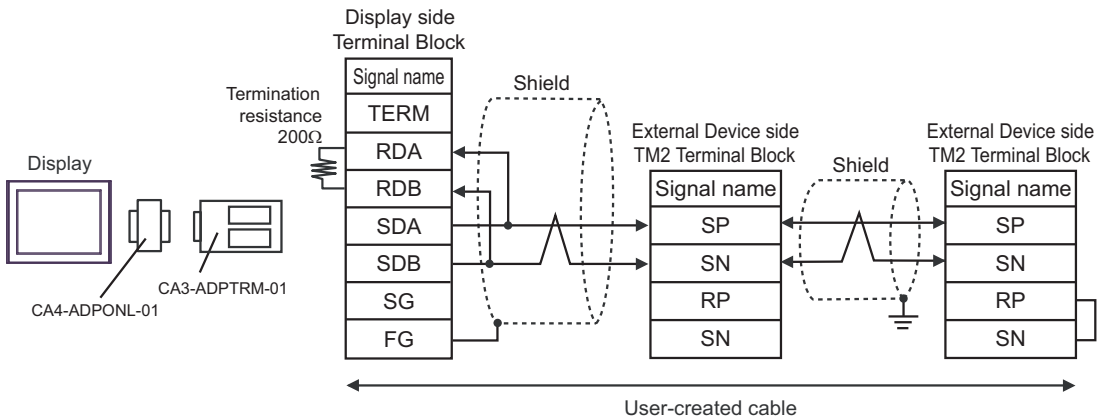 Display side
Terminal Block
Signal name
TERM
RDA
RDB
SDA
SDB
SG
FG
Termination
resistance
200Ω
Shield
Display
CA4-ADPONL-01
CA3-ADPTRM-01
External Device side
TM2 Terminal Block
Signal name
SP
SN
RP
SN
Shield
External Device side
TM2 Terminal Block
Signal name
SP
SN
RP
SN
User-created cable